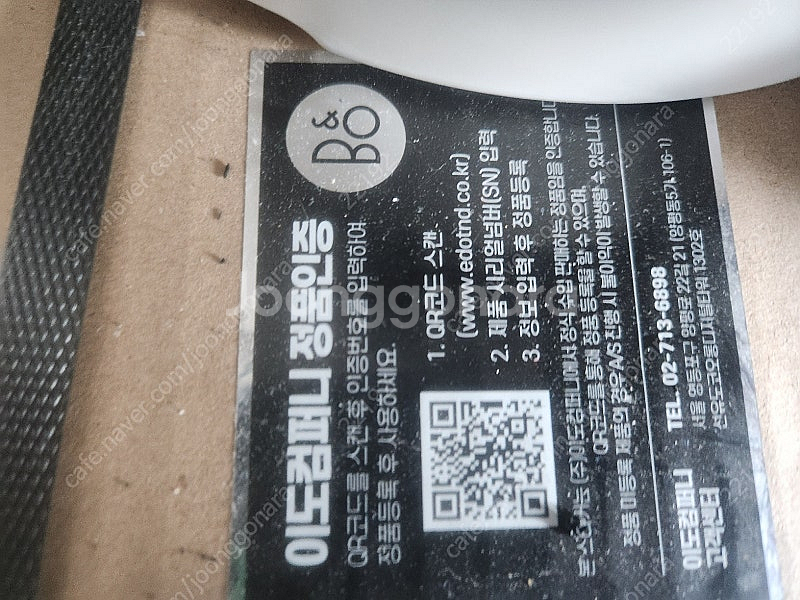 B&O
이도컴퍼니 정품인증
QR코드를 스캔 후 인증번호를 입력하여
정품등록 후 사용하세요.
1. QR코드 스캔
(www.edotnd.co.kr)
2. 제품 시리얼넘버(SN) 입력
3. 정보 입력 후 정품등록
본 (주)이도컴퍼니에서 정식 수입 판매하는 정품임을 인증합니다
QR코드를 통해 정품 등록을 할 수 있으며,
정품 미등록 제품의 경우 A/S 진행 시 불이익이 발생할 수 있습니다.
이도컴퍼니
고객센터
TEL. 02-713-6898
서울 영등포구 양평로 22길 21 (양평동5가, 106-1)
선유도코오롱디지털타워 1302호
Joonggonara
cafe.naver.com/joonggonara